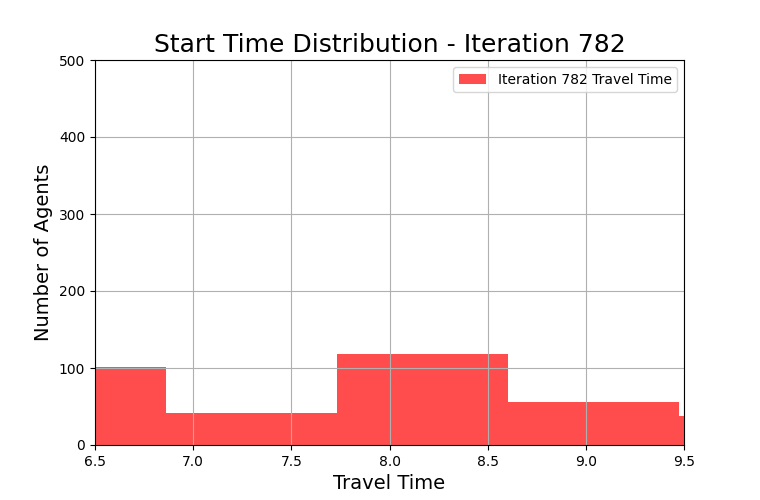 Start Time Distribution - Iteration 782
Iteration 782 Travel Time
500
400
300
200
100
0
Number of Agents
6.5 7.0 7.5 8.0 8.5 9.0 9.5
Travel Time